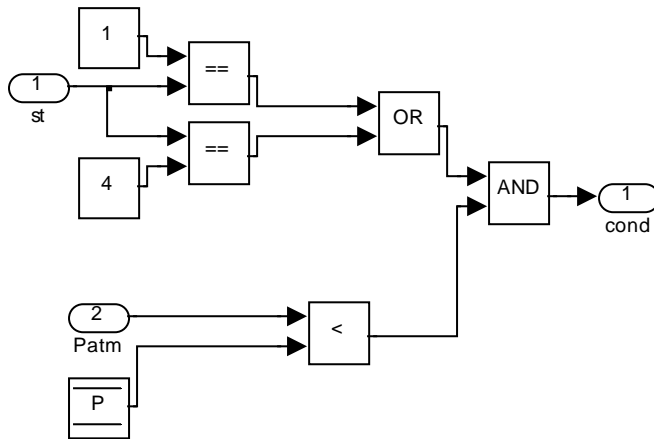 1
==
1
st
OR
==
4
AND
1
cond
2
Patm
<
P